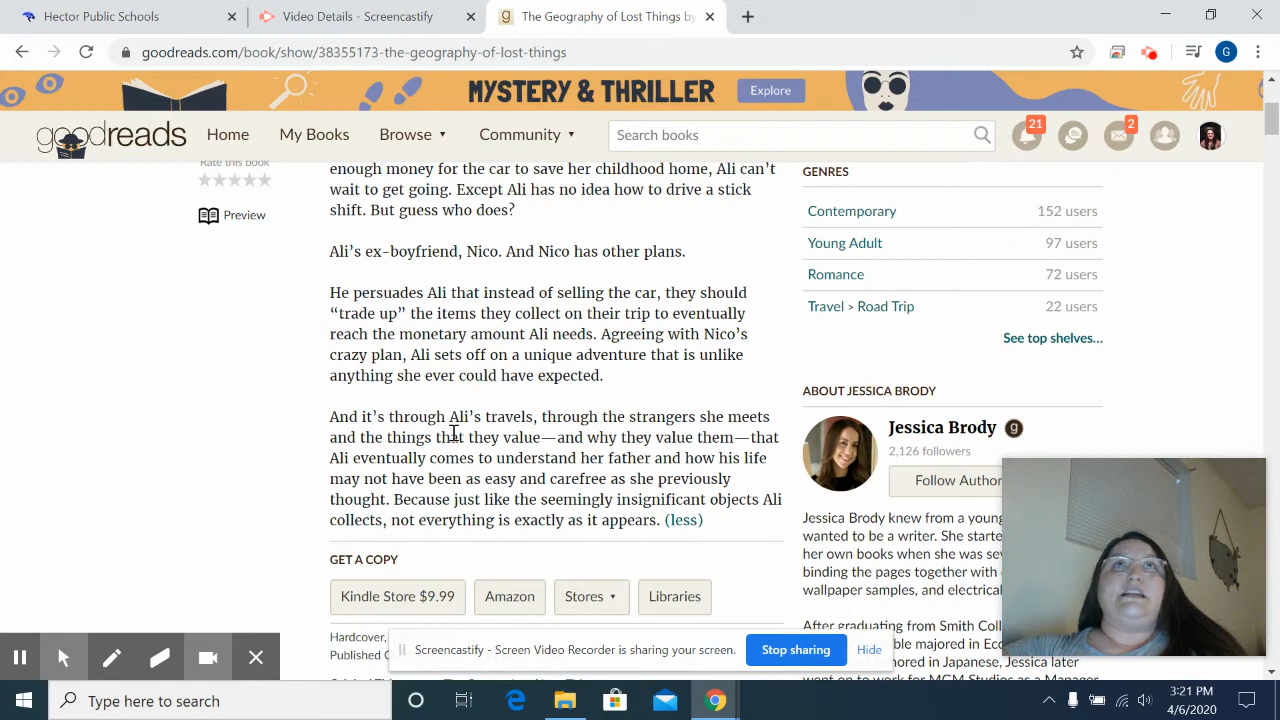 Hector Public Schools
Video Details - Screencastify
The Geography of Lost Things by
goodreads.com/book/show/38355173-the-geography-of-lost-things
G
MYSTERY & THRILLER
Explore
goodreads
Home
My Books
Browse
Community
Search books
21
2
Rate this book
Preview
enough money for the car to save her childhood home, Ali can’t
wait to get going. Except Ali has no idea how to drive a stick
shift. But guess who does?
Ali’s ex-boyfriend, Nico. And Nico has other plans.
He persuades Ali that instead of selling the car, they should
“trade up” the items they collect on their trip to eventually
reach the monetary amount Ali needs. Agreeing with Nico’s
crazy plan, Ali sets off on a unique adventure that is unlike
anything she ever could have expected.
And it’s through Ali’s travels, through the strangers she meets
and the things that they value—and why they value them—that
Ali eventually comes to understand her father and how his life
may not have been as easy and carefree as she previously
thought. Because just like the seemingly insignificant objects Ali
collects, not everything is exactly as it appears. (less)
GET A COPY
Kindle Store $9.99
Amazon
Stores
Libraries
Hardcover,
Published
GENRES
Contemporary 152 users
Young Adult 97 users
Romance 72 users
Travel > Road Trip 22 users
See top shelves…
ABOUT JESSICA BRODY
Jessica Brody g
2,126 followers
Follow Author
Jessica Brody knew from a young
wanted to be a writer. She starte
her own books when she was sev
binding the pages together with
wallpaper samples, and electrical
After graduating from Smith Coll
ble majored in Eco
ored in Japanese, Jessica later
went to work for MGM Studios as a Manager
Screencastify - Screen Video Recorder is sharing your screen.
Stop sharing
Hide
Type here to search
3:21 PM
4/6/2020